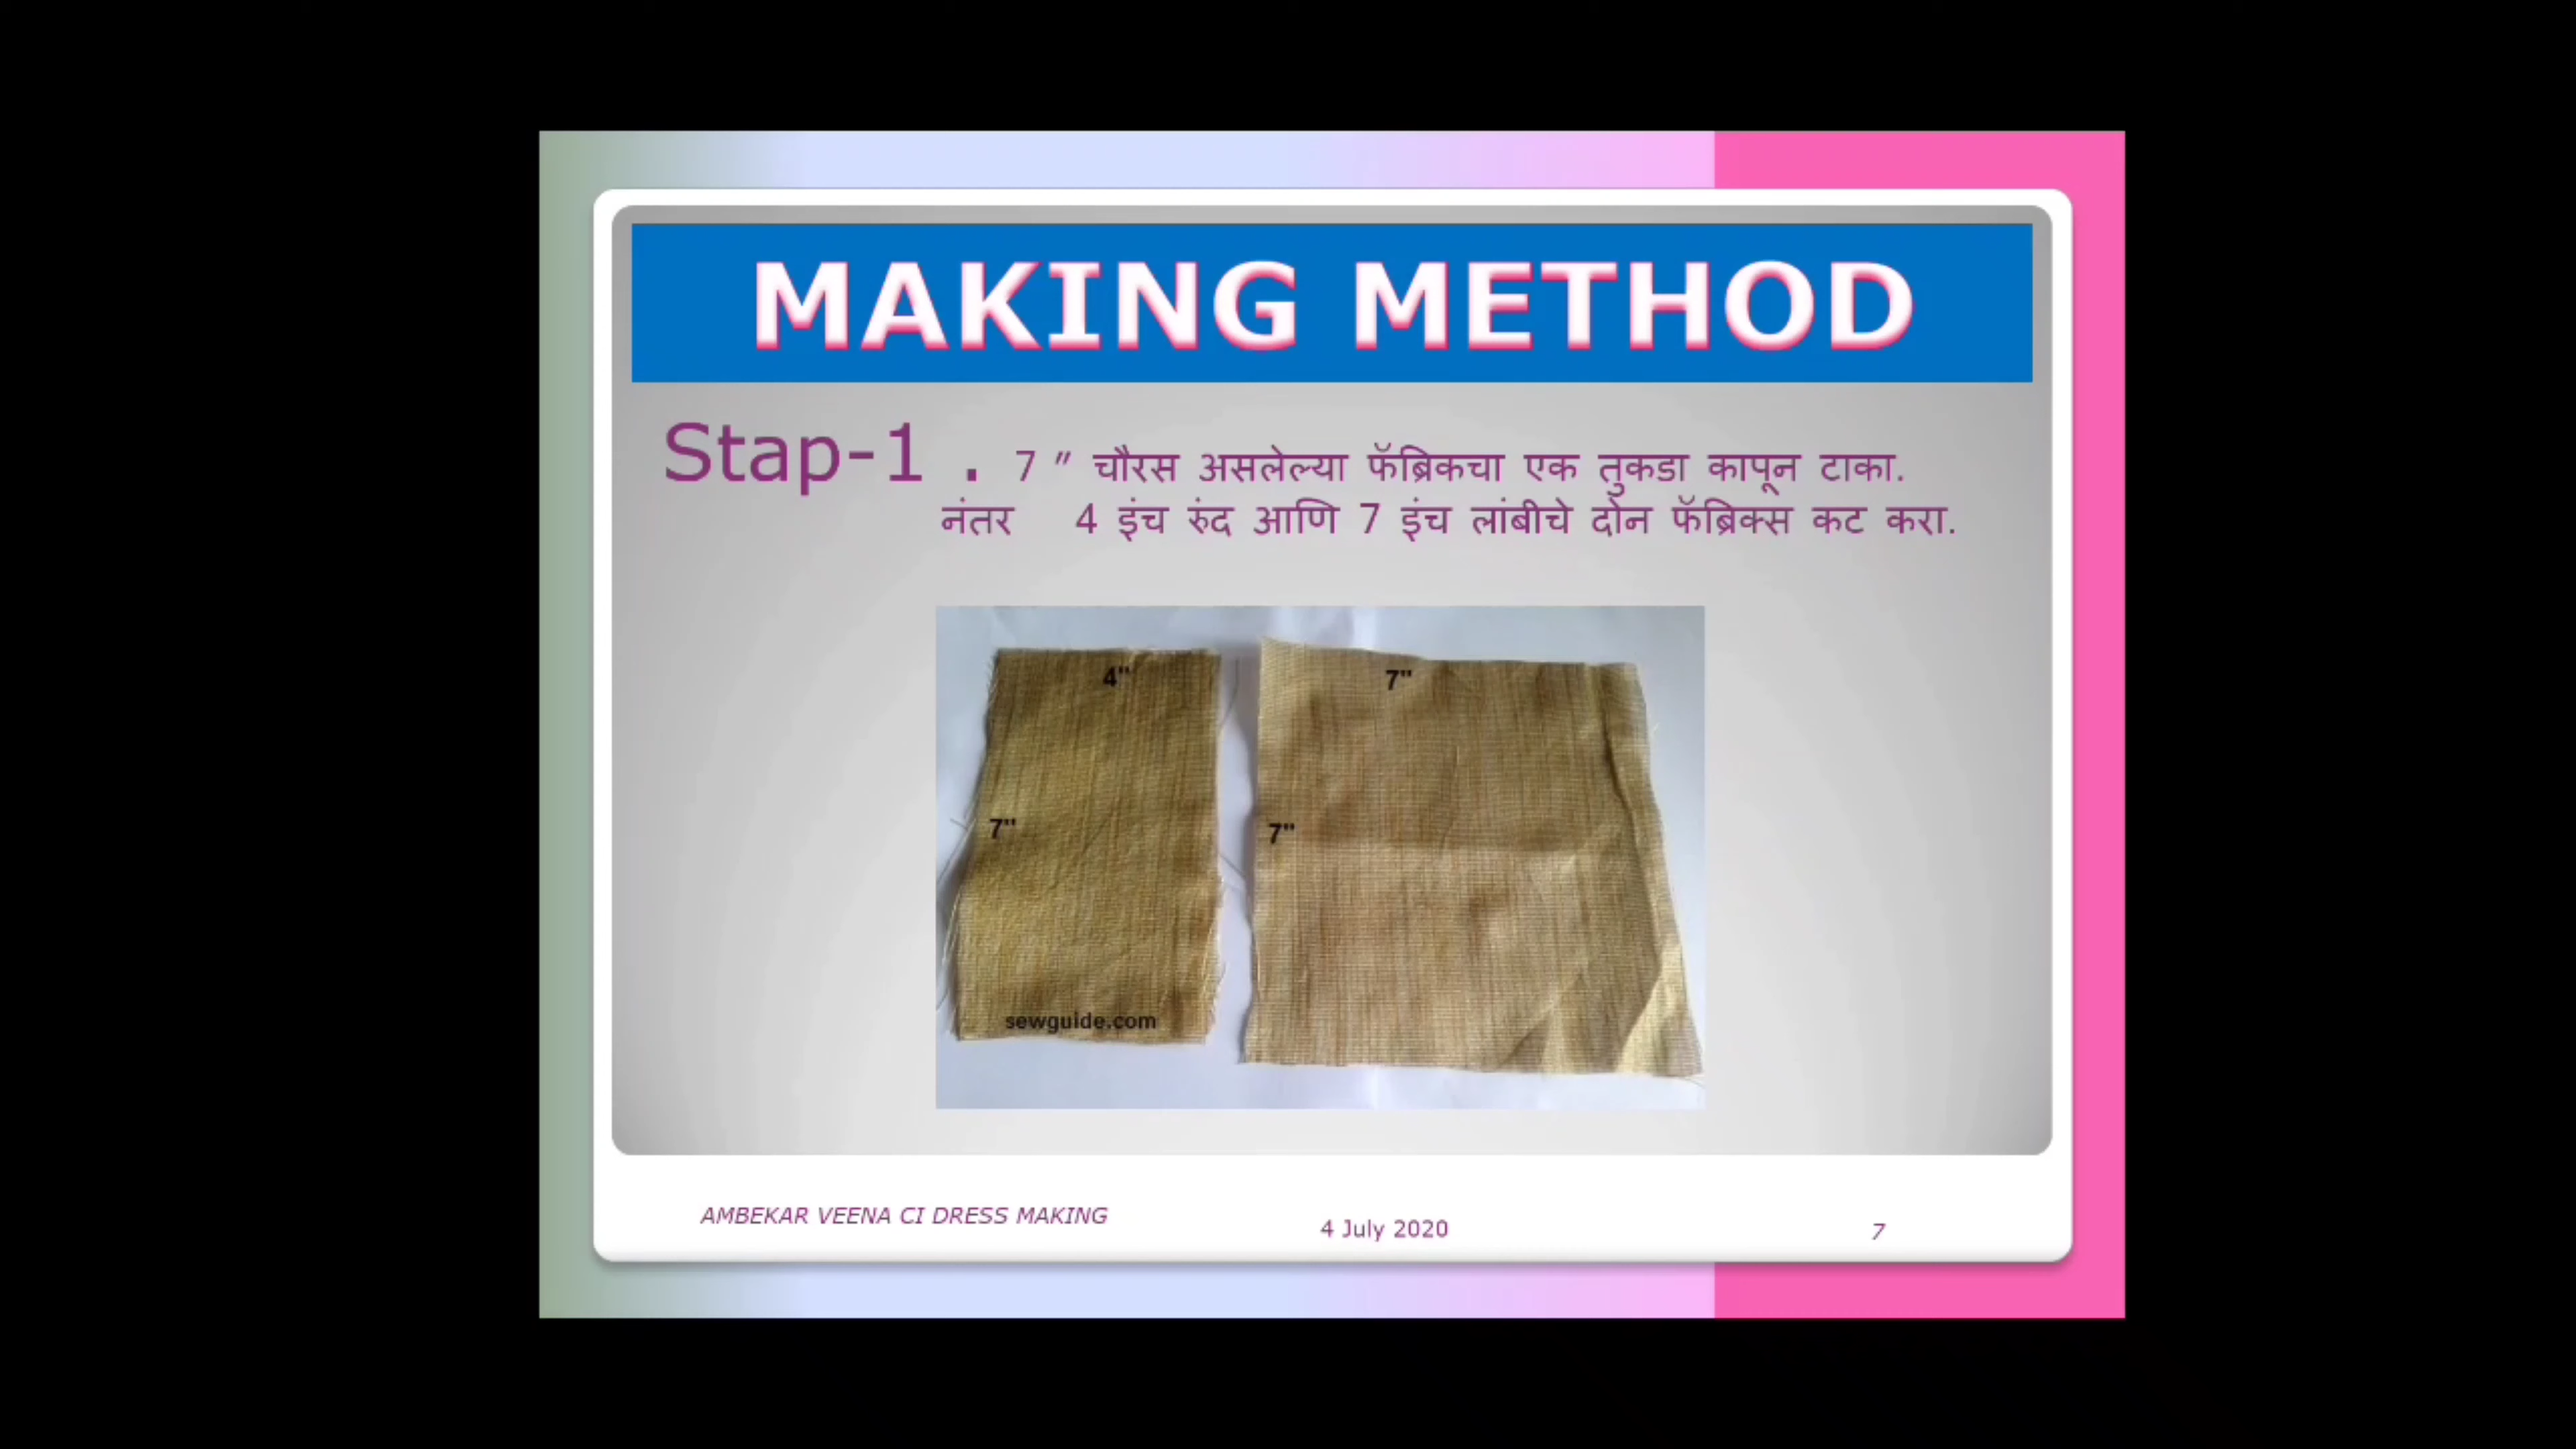 MAKING METHOD
Stap-1 . 7 ” चौरस असलेल्या फॅब्रिकचा एक तुकडा कापून टाका.
नंतर 4 इंच रुंद आणि 7 इंच लांबीचे दोन फॅब्रिक्स कट करा.
4"
7"
7"
7"
sewguide.com
AMBEKAR VEENA CI DRESS MAKING
4 July 2020
7